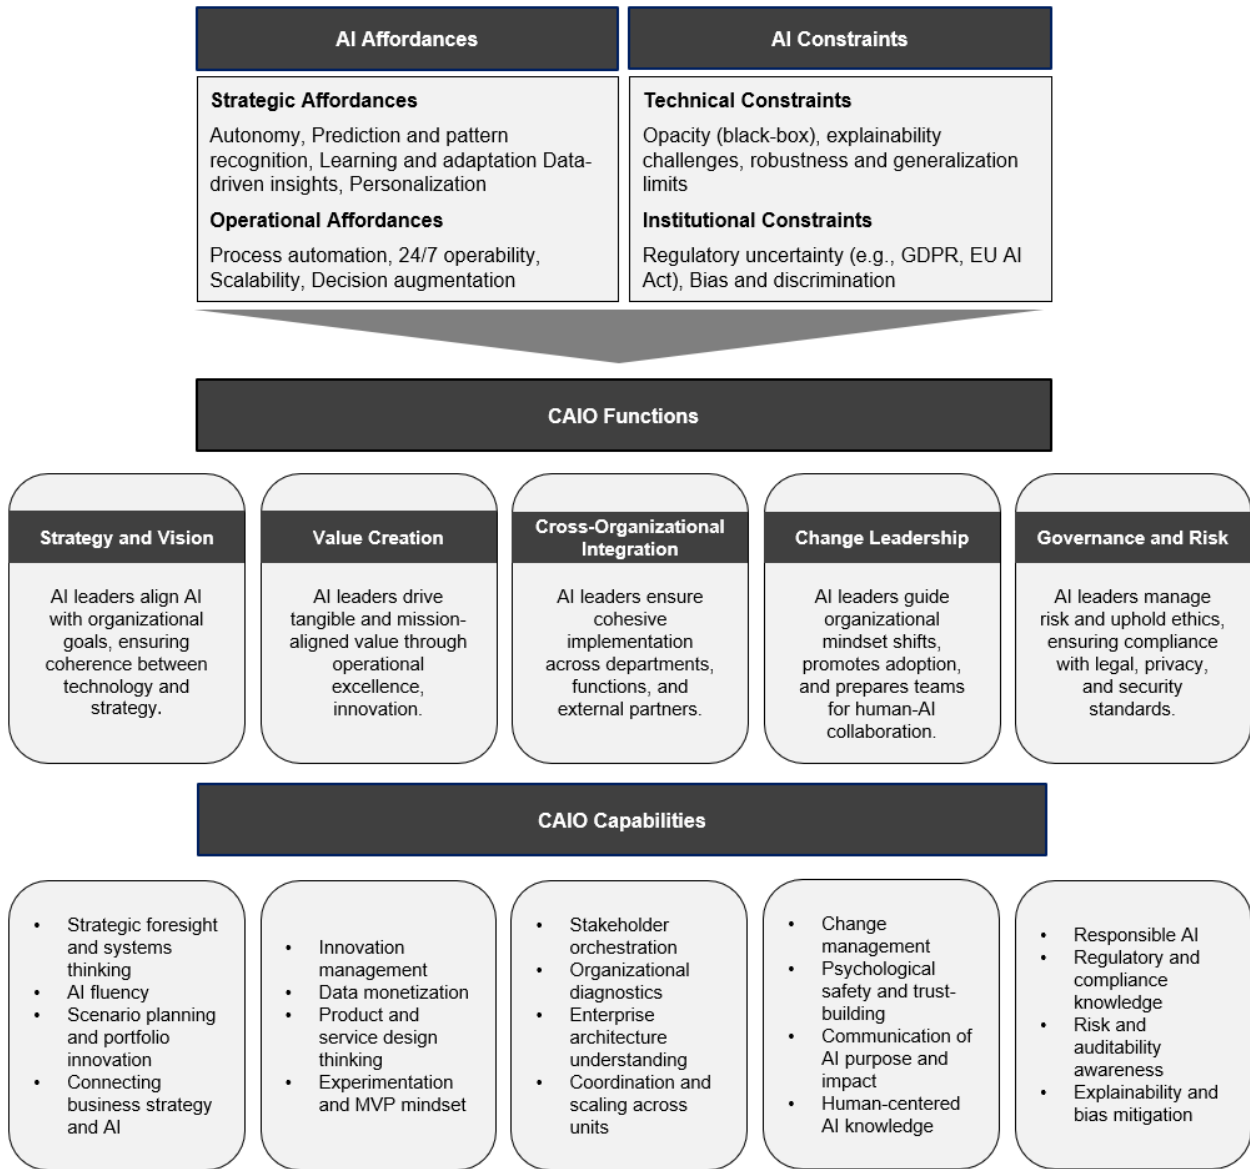 AI Affordances
AI Constraints
Strategic Affordances
Autonomy, Prediction and pattern
recognition, Learning and adaptation Data-
driven insights, Personalization
Operational Affordances
Process automation, 24/7 operability,
Scalability, Decision augmentation
Technical Constraints
Opacity (black-box), explainability
challenges, robustness and generalization
limits
Institutional Constraints
Regulatory uncertainty (e.g., GDPR, EU AI
Act), Bias and discrimination
CAIO Functions
Strategy and Vision
AI leaders align AI
with organizational
goals, ensuring
coherence between
technology and
strategy.
Value Creation
AI leaders drive
tangible and mission-
aligned value through
operational
excellence,
innovation.
Cross-Organizational
Integration
AI leaders ensure
cohesive
implementation
across departments,
functions, and
external partners.
Change Leadership
AI leaders guide
organizational
mindset shifts,
promotes adoption,
and prepares teams
for human-AI
collaboration.
Governance and Risk
AI leaders manage
risk and uphold ethics,
ensuring compliance
with legal, privacy,
and security
standards.
CAIO Capabilities
• Strategic foresight
and systems
thinking
• AI fluency
• Scenario planning
and portfolio
innovation
• Connecting
business strategy
and AI
• Innovation
management
• Data monetization
• Product and
service design
thinking
• Experimentation
and MVP mindset
• Stakeholder
orchestration
• Organizational
diagnostics
• Enterprise
architecture
understanding
• Coordination and
scaling across
units
• Change
management
• Psychological
safety and trust-
building
• Communication of
AI purpose and
impact
• Human-centered
AI knowledge
• Responsible AI
• Regulatory and
compliance
knowledge
• Risk and
auditability
awareness
• Explainability and
bias mitigation